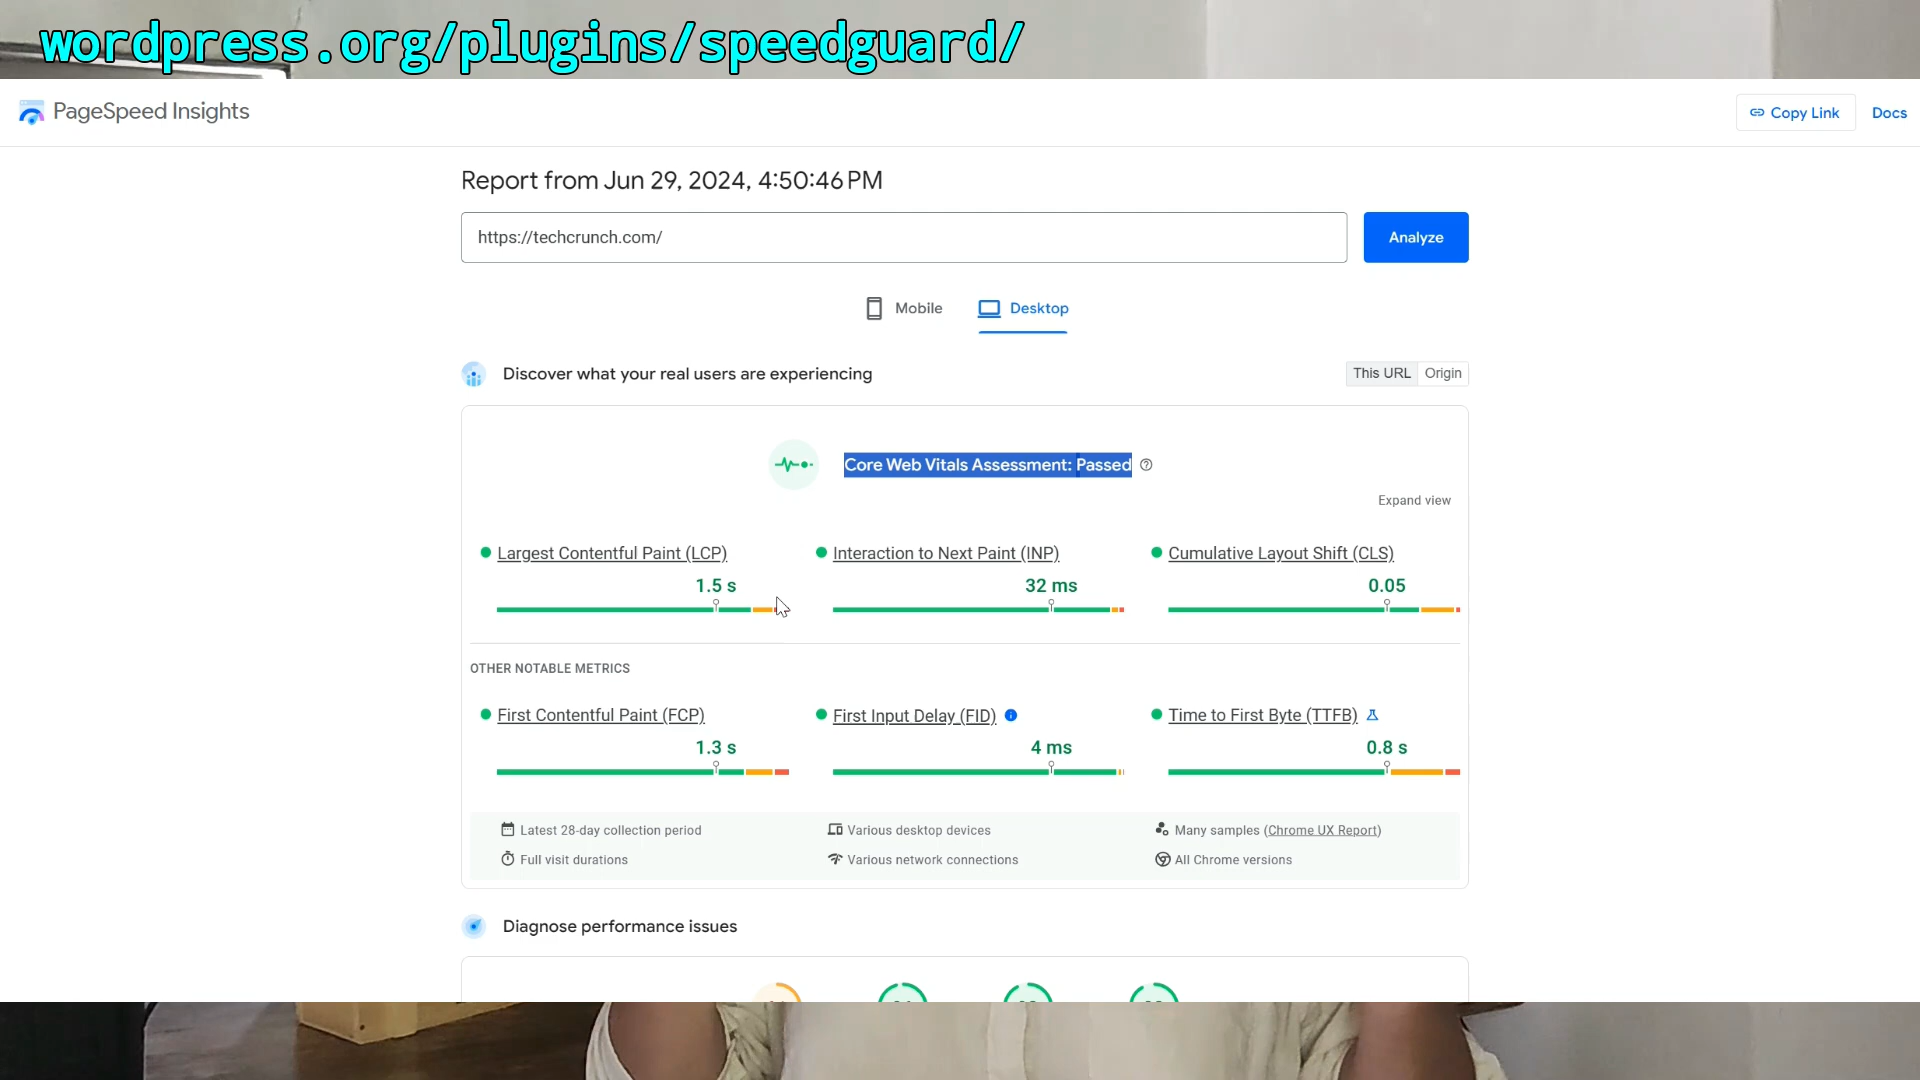 wordpress.org/plugins/speedguard/
PageSpeed Insights
Copy Link
Docs
Report from Jun 29, 2024, 4:50:46 PM
https://techcrunch.com/
Analyze
Mobile
Desktop
Discover what your real users are experiencing
This URL
Origin
Core Web Vitals Assessment: Passed
Expand view
Largest Contentful Paint (LCP)
1.5 s
Interaction to Next Paint (INP)
32 ms
Cumulative Layout Shift (CLS)
0.05
OTHER NOTABLE METRICS
First Contentful Paint (FCP)
1.3 s
First Input Delay (FID)
4 ms
Time to First Byte (TTFB)
0.8 s
Latest 28-day collection period
Various desktop devices
Many samples (Chrome UX Report)
Full visit durations
Various network connections
All Chrome versions
Diagnose performance issues